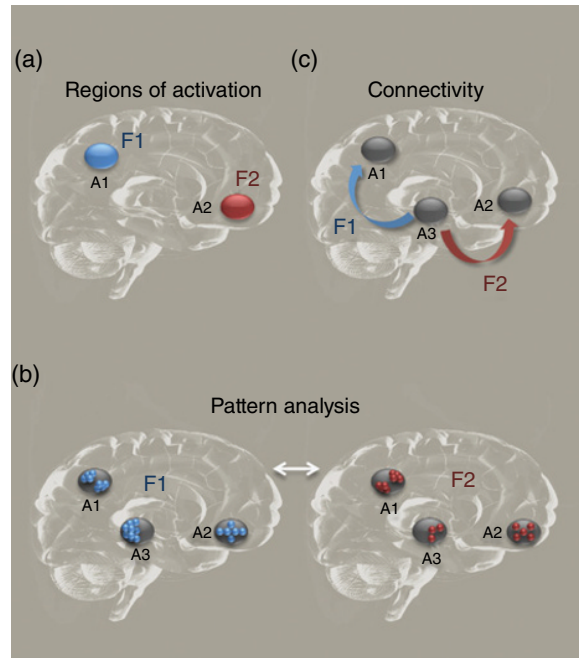 (a)
Regions of activation
F1
A1
F2
A2
(c)
Connectivity
A1
A2
F1
A3
F2
(b)
Pattern analysis
F1
A1
A2
A3
F2
A1
A2
A3